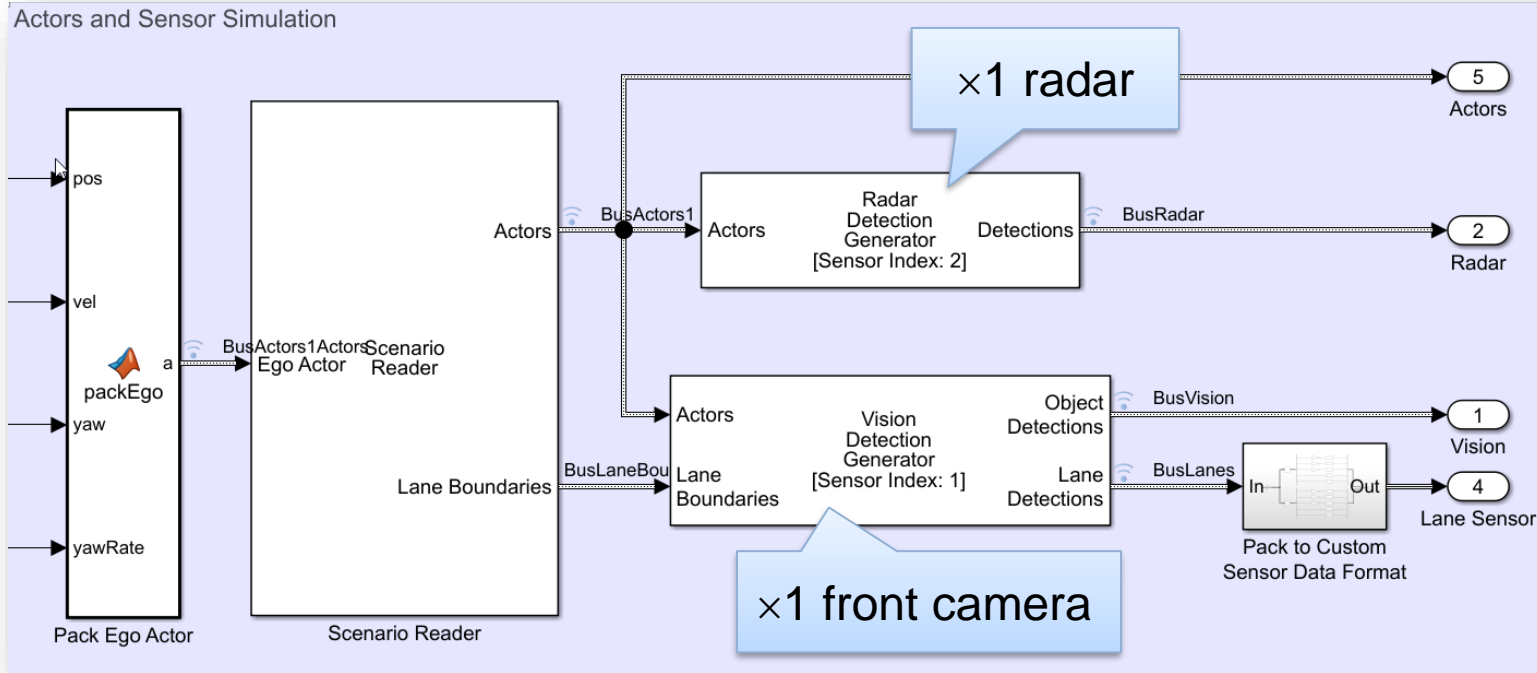 Actors and Sensor Simulation
pos
vel
yaw
yawRate
a
packEgo
Pack Ego Actor
BusActors1Actors
Ego Actor
Scenario
Reader
Actors
Lane Boundaries
Scenario Reader
BusActors1
BusLaneBou
×1 radar
Actors
Radar
Detection
Generator
[Sensor Index: 2]
Detections
BusRadar
Actors
Lane
Boundaries
Vision
Detection
Generator
[Sensor Index: 1]
Object
Detections
Lane
Detections
BusVision
BusLanes
×1 front camera
In
Out
Pack to Custom
Sensor Data Format
5
Actors
2
Radar
1
Vision
4
Lane Sensor